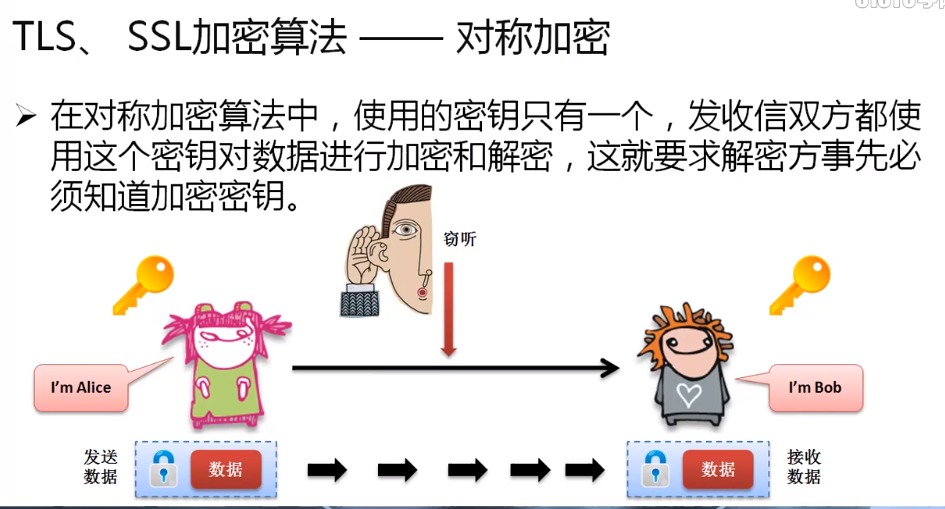 TLS、 SSL加密算法 —— 对称加密
➢ 在对称加密算法中，使用的密钥只有一个，发收信双方都使
用这个密钥对数据进行加密和解密，这就要求解密方事先必
须知道加密密钥。
窃听
I'm Alice
I'm Bob
发送
数据
数据
数据
接收
数据